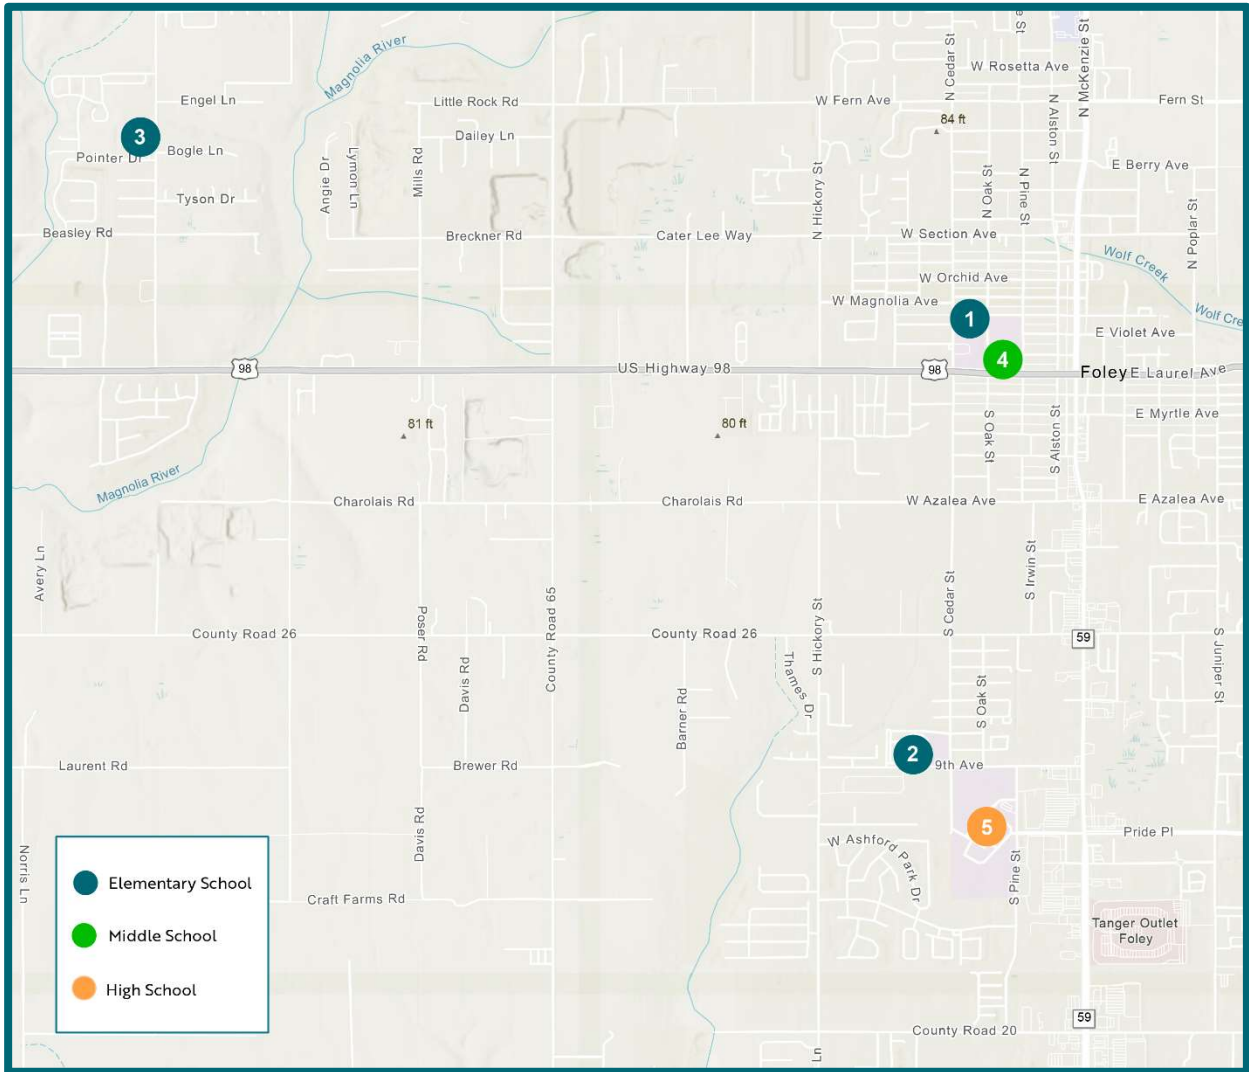 Magnolia River
N Cedar St
e St
N McKenzie St
W Rosetta Ave
Engel Ln
Little Rock Rd
W Fern Ave
Fern St
N Alston St
84 ft
3
Dailey Ln
Pointer Dr
Bogle Ln
Angie Dr
Lymon Ln
Mills Rd
N Hickory St
N Oak St
N Pine St
E Berry Ave
Tyson Dr
N Poplar St
Beasley Rd
Breckner Rd
Cater Lee Way
W Section Ave
Wolf Creek
W Orchid Ave
W Magnolia Ave
1
Wolf Cre
E Violet Ave
4
98
US Highway 98
98
Foley
E Laurel Ave
81 ft
80 ft
S Oak St
S Alston St
E Myrtle Ave
Magnolia River
Charolais Rd
Charolais Rd
W Azalea Ave
E Azalea Ave
Avery Ln
S Irwin St
S Cedar St
County Road 65
Poser Rd
S Hickory St
County Road 26
County Road 26
59
S Juniper St
Davis Rd
Thames Dr
Barner Rd
S Oak St
2
Laurent Rd
Brewer Rd
9th Ave
5
Davis Rd
W Ashford Park Dr
Pride Pl
Norris Ln
S Pine St
Elementary School
Craft Farms Rd
Tanger Outlet
Foley
Middle School
High School
59
County Road 20
Ln